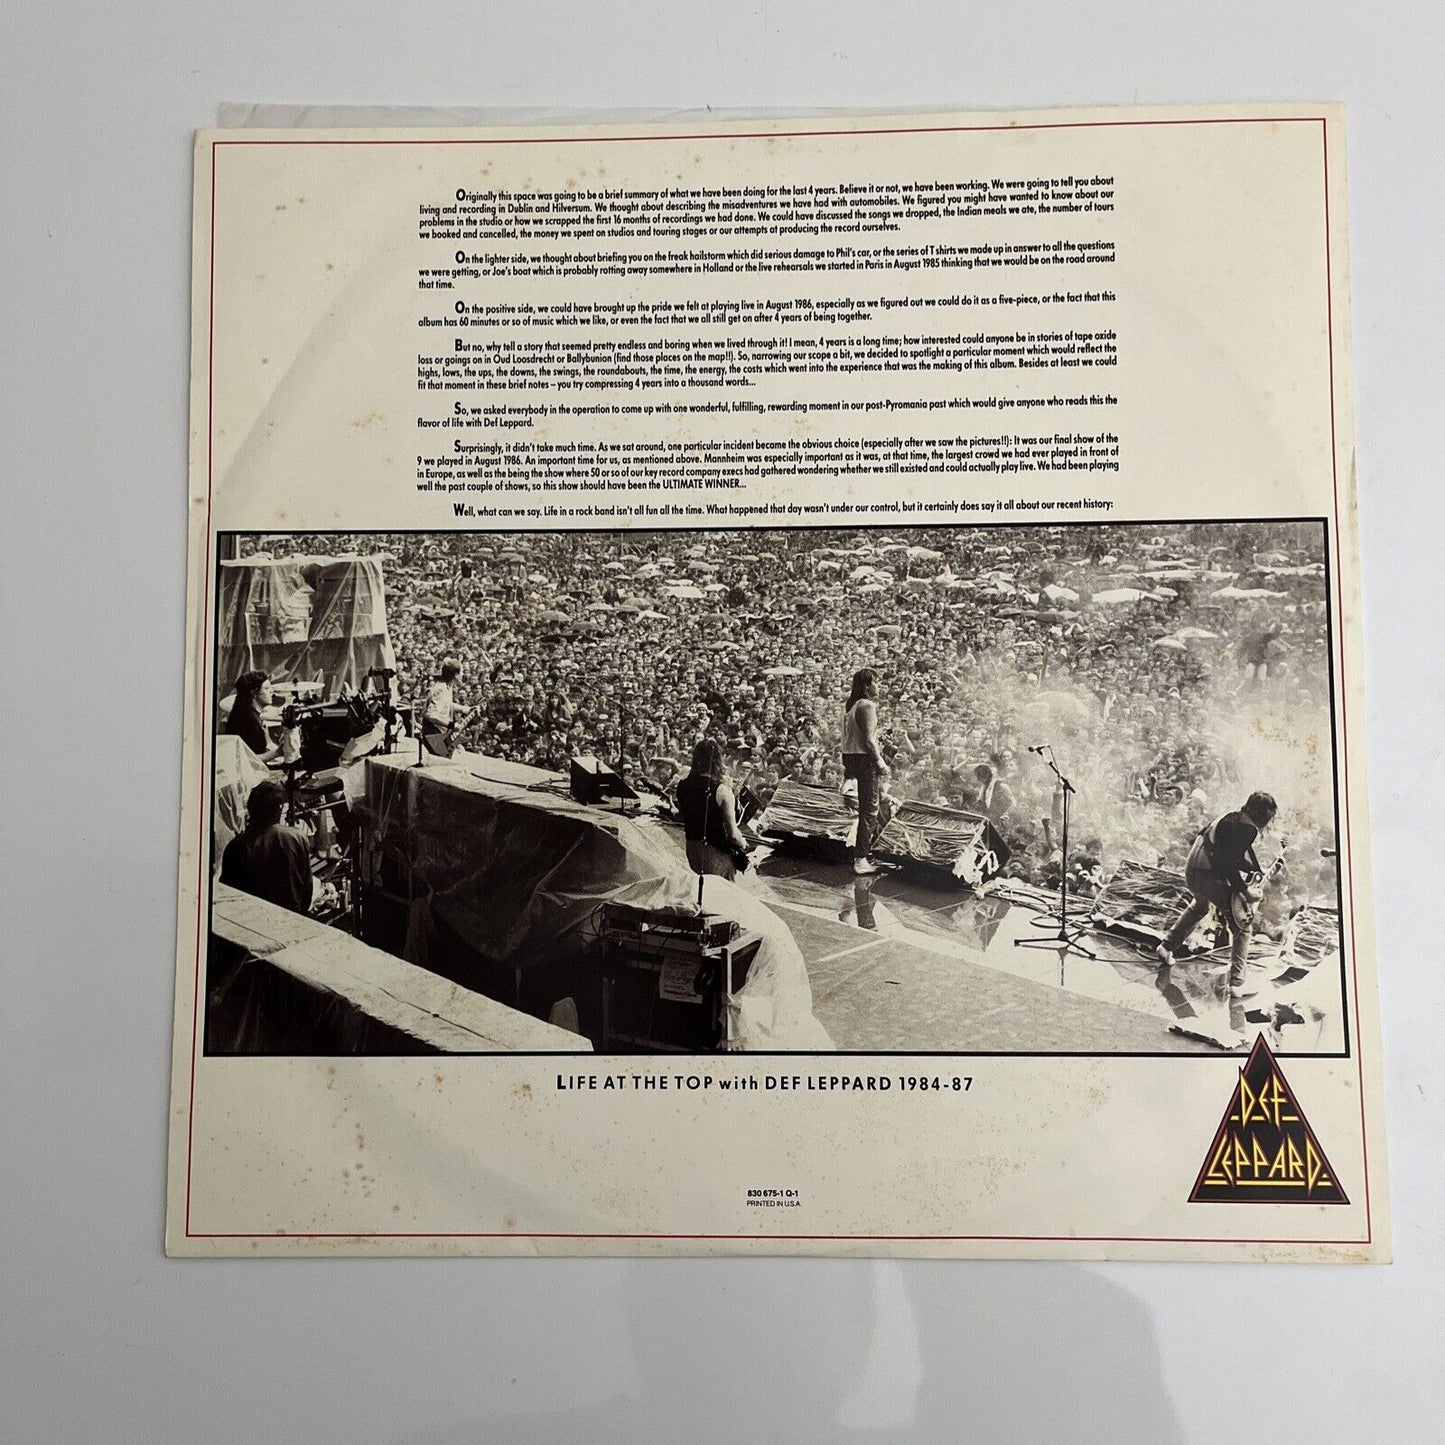 Originally this space was going to be a brief summary of what we have been doing for the last 4 years. Believe it or not, we have been working. We were going to tell you about
living and recording in Dublin and Hilversum. We thought about describing the misadventures we have had with automobiles. We figured you might have wanted to know about our
problems in the studio or how we scrapped the first 16 months of recordings we had done. We could have discussed the songs we dropped, the Indian meals we ate, the number of tours
we booked and cancelled, the money we spent on studios and touring stages or our attempts at producing the record ourselves.
On the lighter side, we thought about briefing you on the freak hailstorm which did serious damage to Phil's car, or the series of T shirts we made up in answer to all the questions
we were getting, or Joe's boat which is probably rotting away somewhere in Holland or the live rehearsals we started in Paris in August 1985 thinking that we would be on the road around
that time.
On the positive side, we could have brought up the pride we felt at playing live in August 1986, especially as we figured out we could do it as a five-piece, or the fact that this
album has 60 minutes or so of music which we like, or even the fact that we all still get on after 4 years of being together.
But no, why tell a story that seemed pretty endless and boring when we lived through it! I mean, 4 years is a long time; how interested could anyone be in stories of tape oxide
loss or goings on in Oud Loosdrecht or Ballybunion (find those places on the map!!). So, narrowing our scope a bit, we decided to spotlight a particular moment which would reflect the
highs, lows, the ups, the downs, the swings, the roundabouts, the time, the energy, the costs which went into the experience that was the making of this album. Besides at least we could
fit that moment in these brief notes – you try compressing 4 years into a thousand words...
So, we asked everybody in the operation to come up with one wonderful, fulfilling, rewarding moment in our post-Pyromania past which would give anyone who reads this the
flavor of life with Def Leppard.
Surprisingly, it didn't take much time. As we sat around, one particular incident became the obvious choice (especially after we saw the pictures!!): It was our final show of the
9 we played in August 1986. An important time for us, as mentioned above. Mannheim was especially important as it was, at that time, the largest crowd we had ever played in front of
in Europe, as well as the being the show where 50 or so of our key record company execs had gathered wondering whether we still existed and could actually play live. We had been playing
well the past couple of shows, so this show should have been the ULTIMATE WINNER...
Well, what can we say. Life in a rock band isn't all fun all the time. What happened that day wasn't under our control, but it certainly does say it all about our recent history:
LIFE AT THE TOP with DEF LEPPARD 1984-87
DEF
LEPPARD
830 675-1 Q-1
PRINTED IN U.S.A.